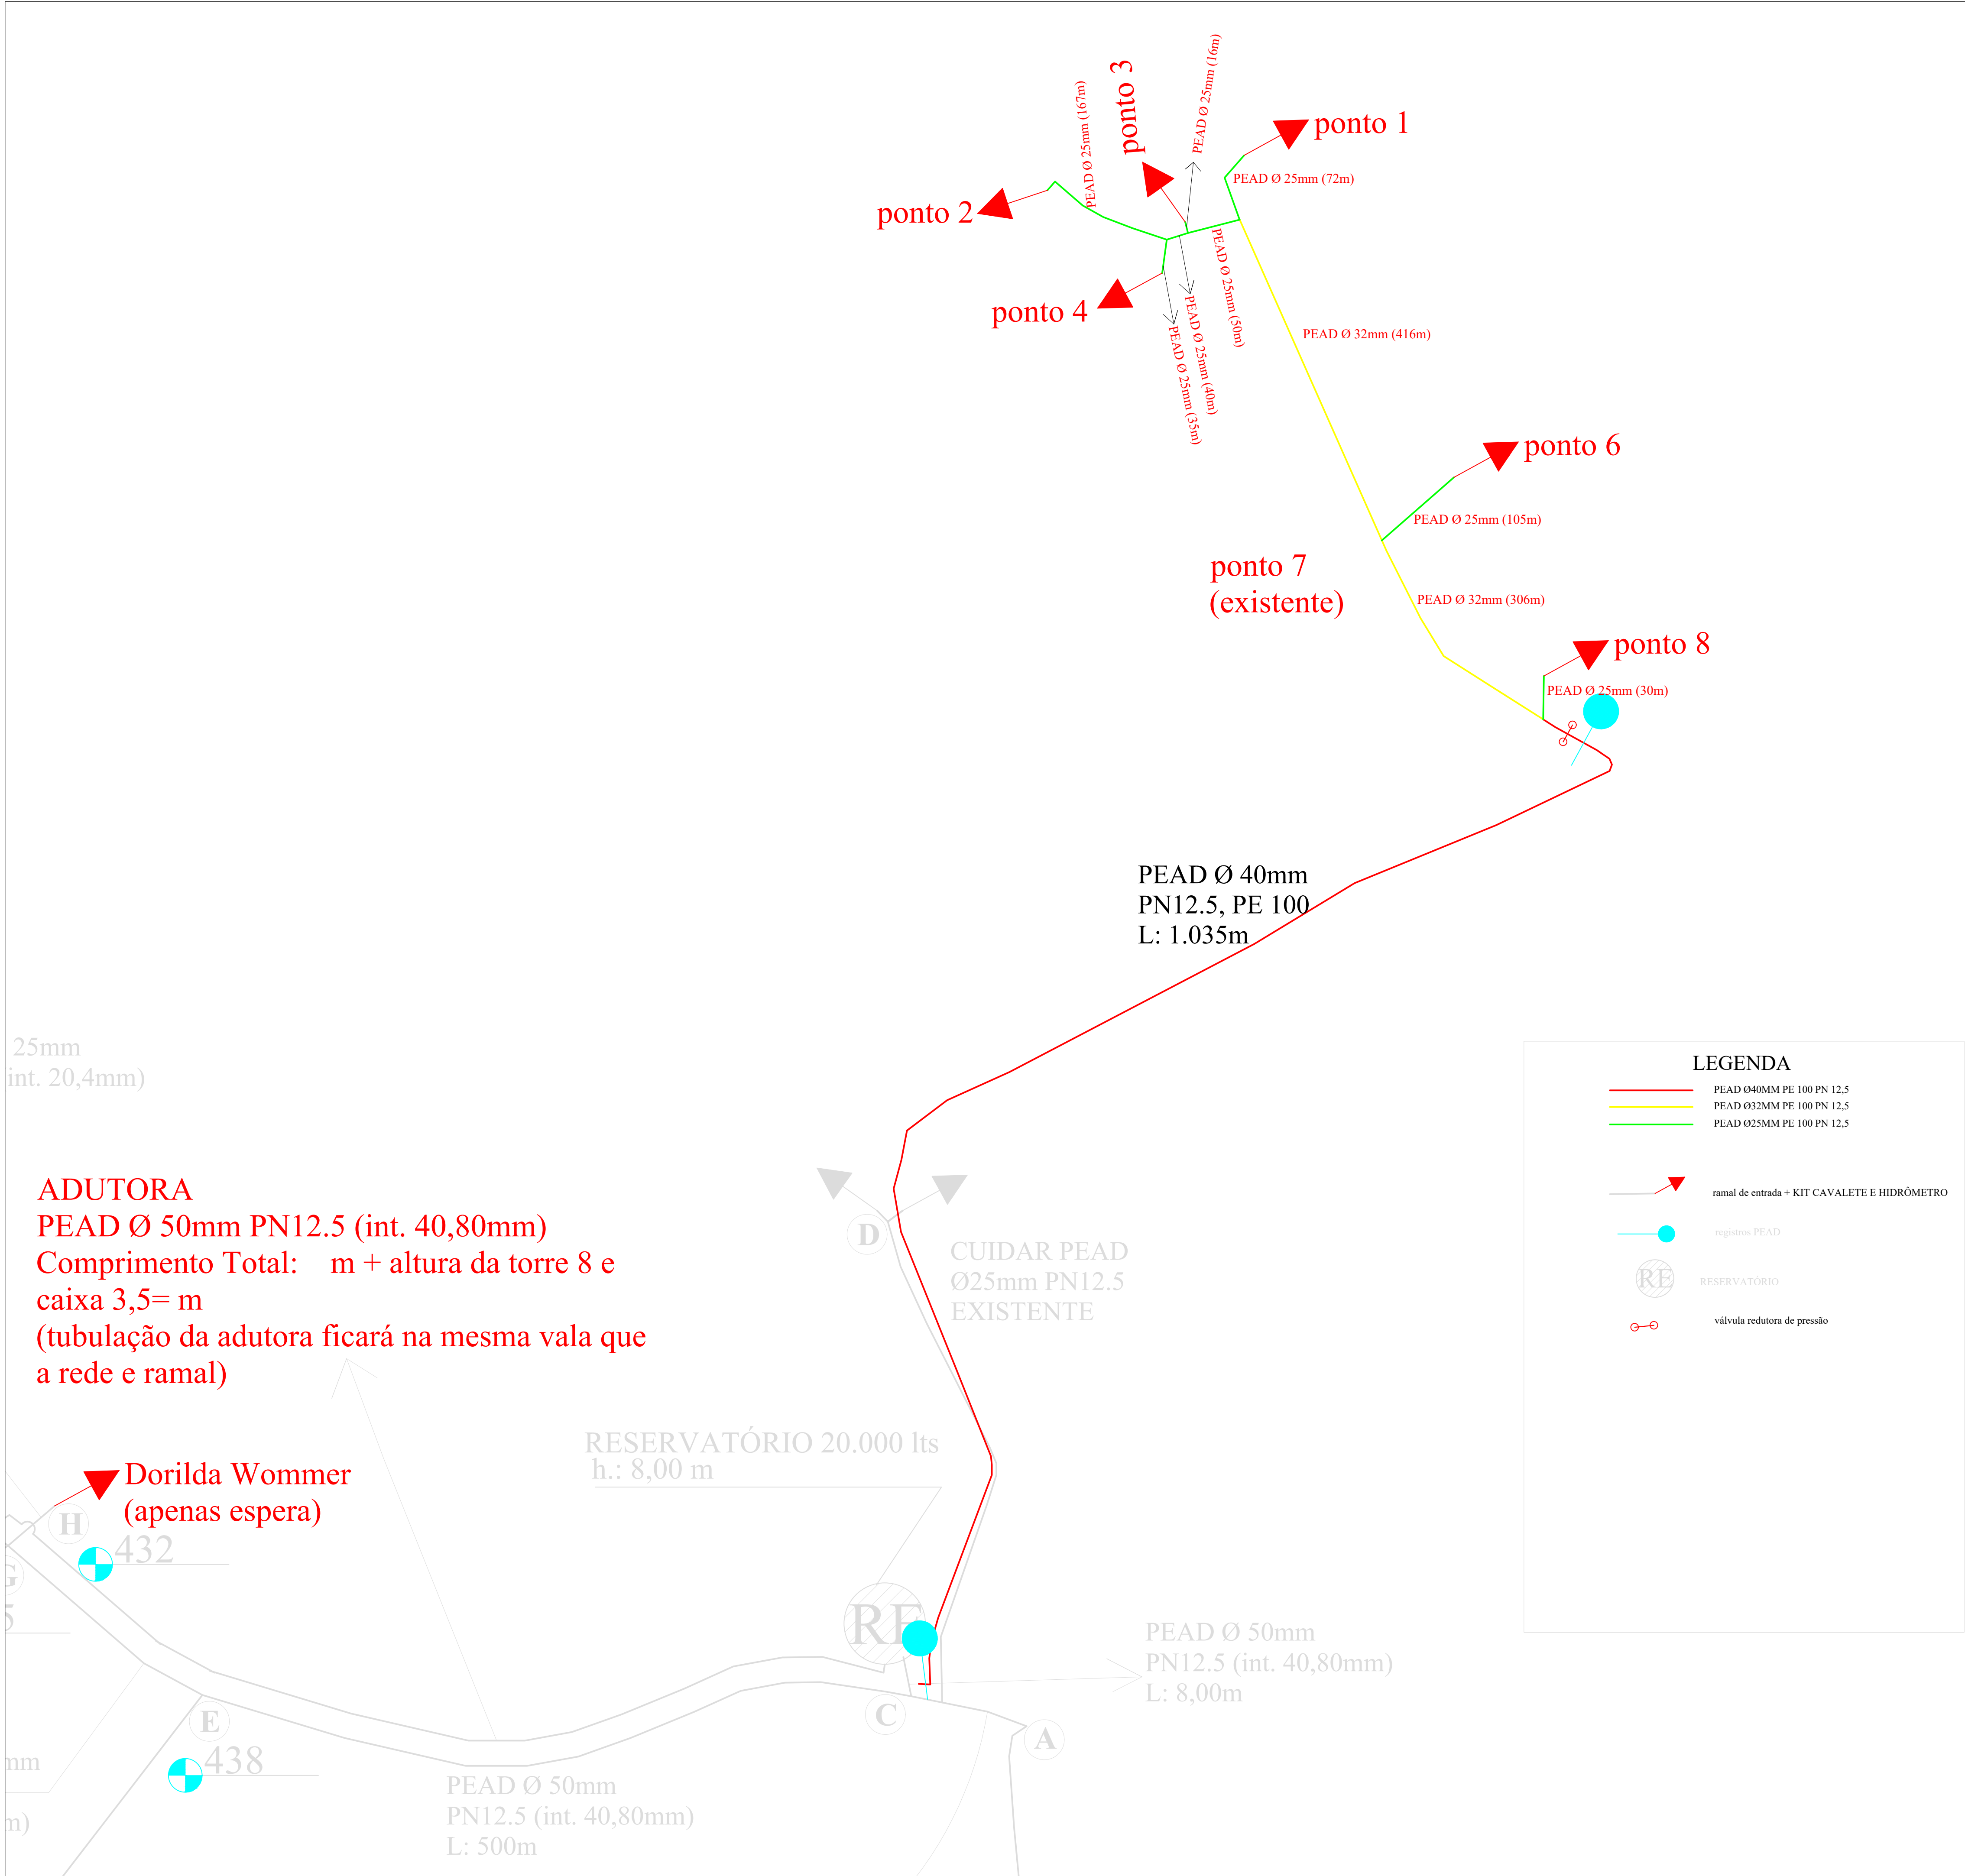 PEAD Ø 25mm (16m)
ponto 3
PEAD Ø 25mm (167m)
ponto 1
PEAD Ø 25mm (72m)
ponto 2
PEAD Ø 25mm (50m)
ponto 4
PEAD Ø 25mm (40m)
PEAD Ø 25mm (35m)
PEAD Ø 32mm (416m)
ponto 6
PEAD Ø 25mm (105m)
ponto 7
(existente)
PEAD Ø 32mm (306m)
ponto 8
PEAD Ø 25mm (30m)
PEAD Ø 40mm
PN12.5, PE 100
L: 1.035m
25mm
int. 20,4mm)
LEGENDA
PEAD Ø40MM PE 100 PN 12,5
PEAD Ø32MM PE 100 PN 12,5
PEAD Ø25MM PE 100 PN 12,5
ramal de entrada + KIT CAVALETE E HIDRÔMETRO
registros PEAD
RE
RESERVATÓRIO
válvula redutora de pressão
ADUTORA
PEAD Ø 50mm PN12.5 (int. 40,80mm)
Comprimento Total: m + altura da torre 8 e
caixa 3,5= m
(tubulação da adutora ficará na mesma vala que
a rede e ramal)
D
CUIDAR PEAD
Ø25mm PN12.5
EXISTENTE
RESERVATÓRIO 20.000 lts
h.: 8,00 m
Dorilda Wommer
(apenas espera)
H
432
G
5
RE
PEAD Ø 50mm
PN12.5 (int. 40,80mm)
L: 8,00m
C
A
E
438
mm
m)
PEAD Ø 50mm
PN12.5 (int. 40,80mm)
L: 500m